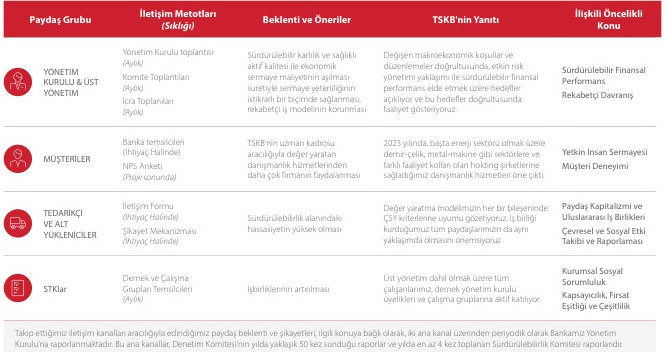 Paydaş Grubu
İletişim Metotları
(Sıklığı)
Beklenti ve Öneriler
TSKB'nin Yanıtı
İlişkili Öncelikli
Konu
YÖNETİM
KURULU & ÜST
YÖNETİM
Yönetim Kurulu toplantısı
(Aylık)
Komite Toplantıları
(Aylık)
İcra Toplantıları
(Aylık)
Sürdürülebilir karlılık ve sağlıklı
aktif kalitesi ile ekonomik
sermaye maliyetinin aşılması
suretiyle sermaye yeterliliğinin
istikrarlı bir biçimde sağlanması,
rekabetçi iş modelinin korunması
Değişen makroekonomik koşullar ve
düzenlemeler doğrultusunda, etkin risk
yönetimi yaklaşımı ile sürdürülebilir finansal
performans elde etmek üzere hedefler
açıklıyor ve bu hedefler doğrultusunda
faaliyet gösteriyoruz.
Sürdürülebilir Finansal
Performans
Rekabetçi Davranış
MÜŞTERİLER
Banka temsilcileri
(İhtiyaç Halinde)
NPS Anketi
(Proje sonunda)
TSKB'nin uzman kadrosu
aracılığıyla değer yaratan
danışmanlık hizmetlerinden
daha çok firmanın faydalanması
2023 yılında, başta enerji sektörü olmak üzere
demir-çelik, metal-makine gibi sektörlere ve
farklı faaliyet kolları olan holding şirketlerine
sağladığımız danışmanlık hizmetleri öne çıktı.
Yetkin İnsan Sermayesi
Müşteri Deneyimi
TEDARİKÇİ
VE ALT
YÜKLENİCİLER
İletişim Formu
(İhtiyaç Halinde)
Şikayet Mekanizması
(İhtiyaç Halinde)
Sürdürülebilirlik alanındaki
hassasiyetin yüksek olması
Değer yaratma modelimizin her bir bileşeninde
ÇSY kriterlerine uyumu gözetiyoruz. İş birliği
kurduğumuz tüm paydaşlarımızın da aynı
yaklaşımda olmasını önemsiyoruz
Paydaş Kapitalizmi ve
Uluslararası İş Birlikleri
Çevresel ve Sosyal Etki
Takibi ve Raporlaması
STKlar
Dernek ve Çalışma
Grupları Temsilcileri
(Aylık)
İşbirliklerinin artırılması
Üst yönetim dahil olmak üzere tüm
çalışanlarımız, dernek yönetim kurulu
üyelikleri ve çalışma gruplarına aktif katılıyor.
Kurumsal Sosyal
Sorumluluk
Kapsayıcılık, Fırsat
Eşitliği ve Çeşitlilik
Takip ettiğimiz iletişim kanalları aracılığıyla edindiğimiz paydaş beklenti ve şikayetleri, ilgili konuya bağlı olarak, iki ana kanal üzerinden periyodik olarak Bankamız Yönetim
Kurulu'na raporlanmaktadır. Bu ana kanallar, Denetim Komitesi'nin yılda yaklaşık 50 kez sunduğu raporlar ve yılda en az 4 kez toplanan Sürdürülebilirlik Komitesi raporlarıdır.